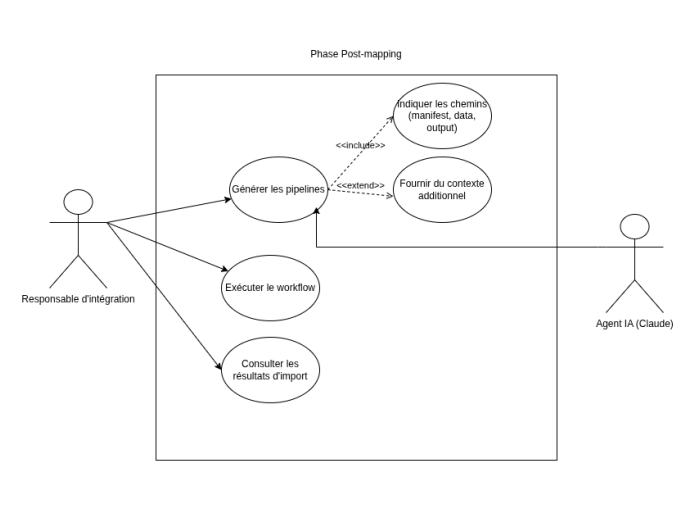 Phase Post-mapping
Indiquer les chemins
(manifest, data,
output)
<<include>>
Générer les pipelines
<<extend>>
Fournir du contexte
additionnel
Responsable d'intégration
Exécuter le workflow
Agent IA (Claude)
Consulter les
résultats d'import